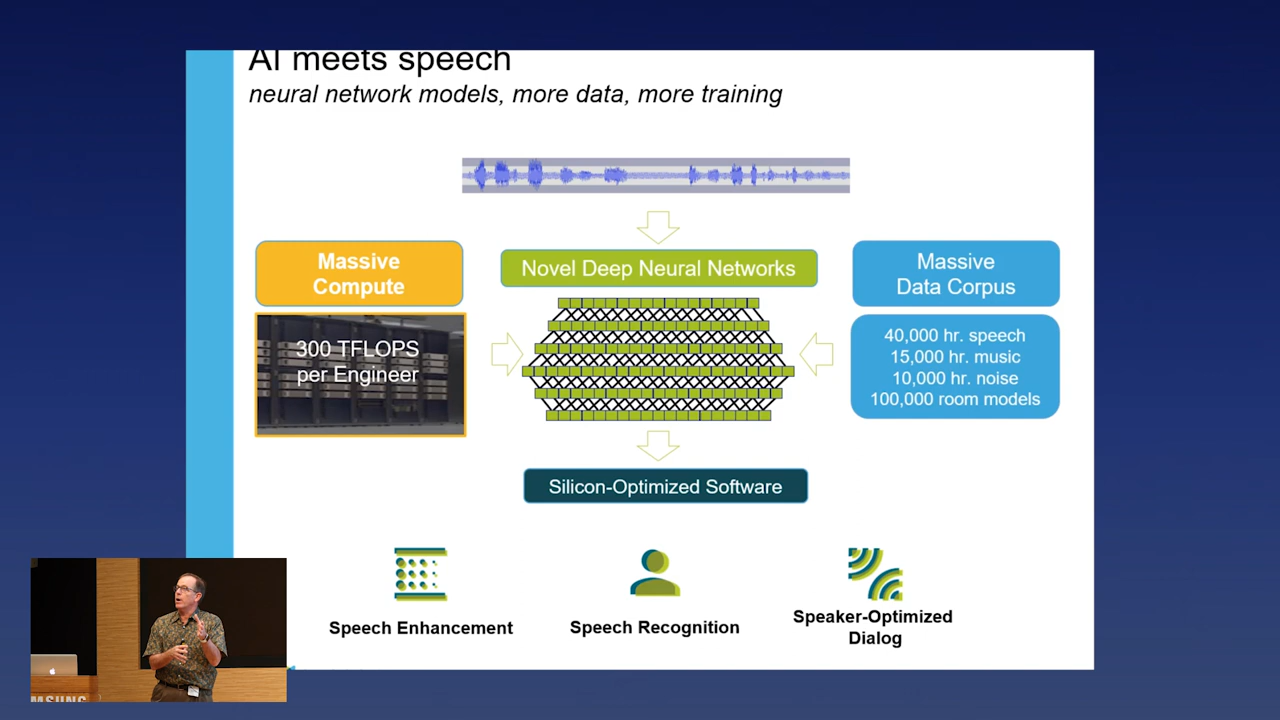 AI meets speech
neural network models, more data, more training
Massive
Compute
300 TFLOPS
per Engineer
Novel Deep Neural Networks
Massive
Data Corpus
40,000 hr. speech
15,000 hr. music
10,000 hr. noise
100,000 room models
Silicon-Optimized Software
Speech Enhancement
Speech Recognition
Speaker-Optimized
Dialog
MSUNG